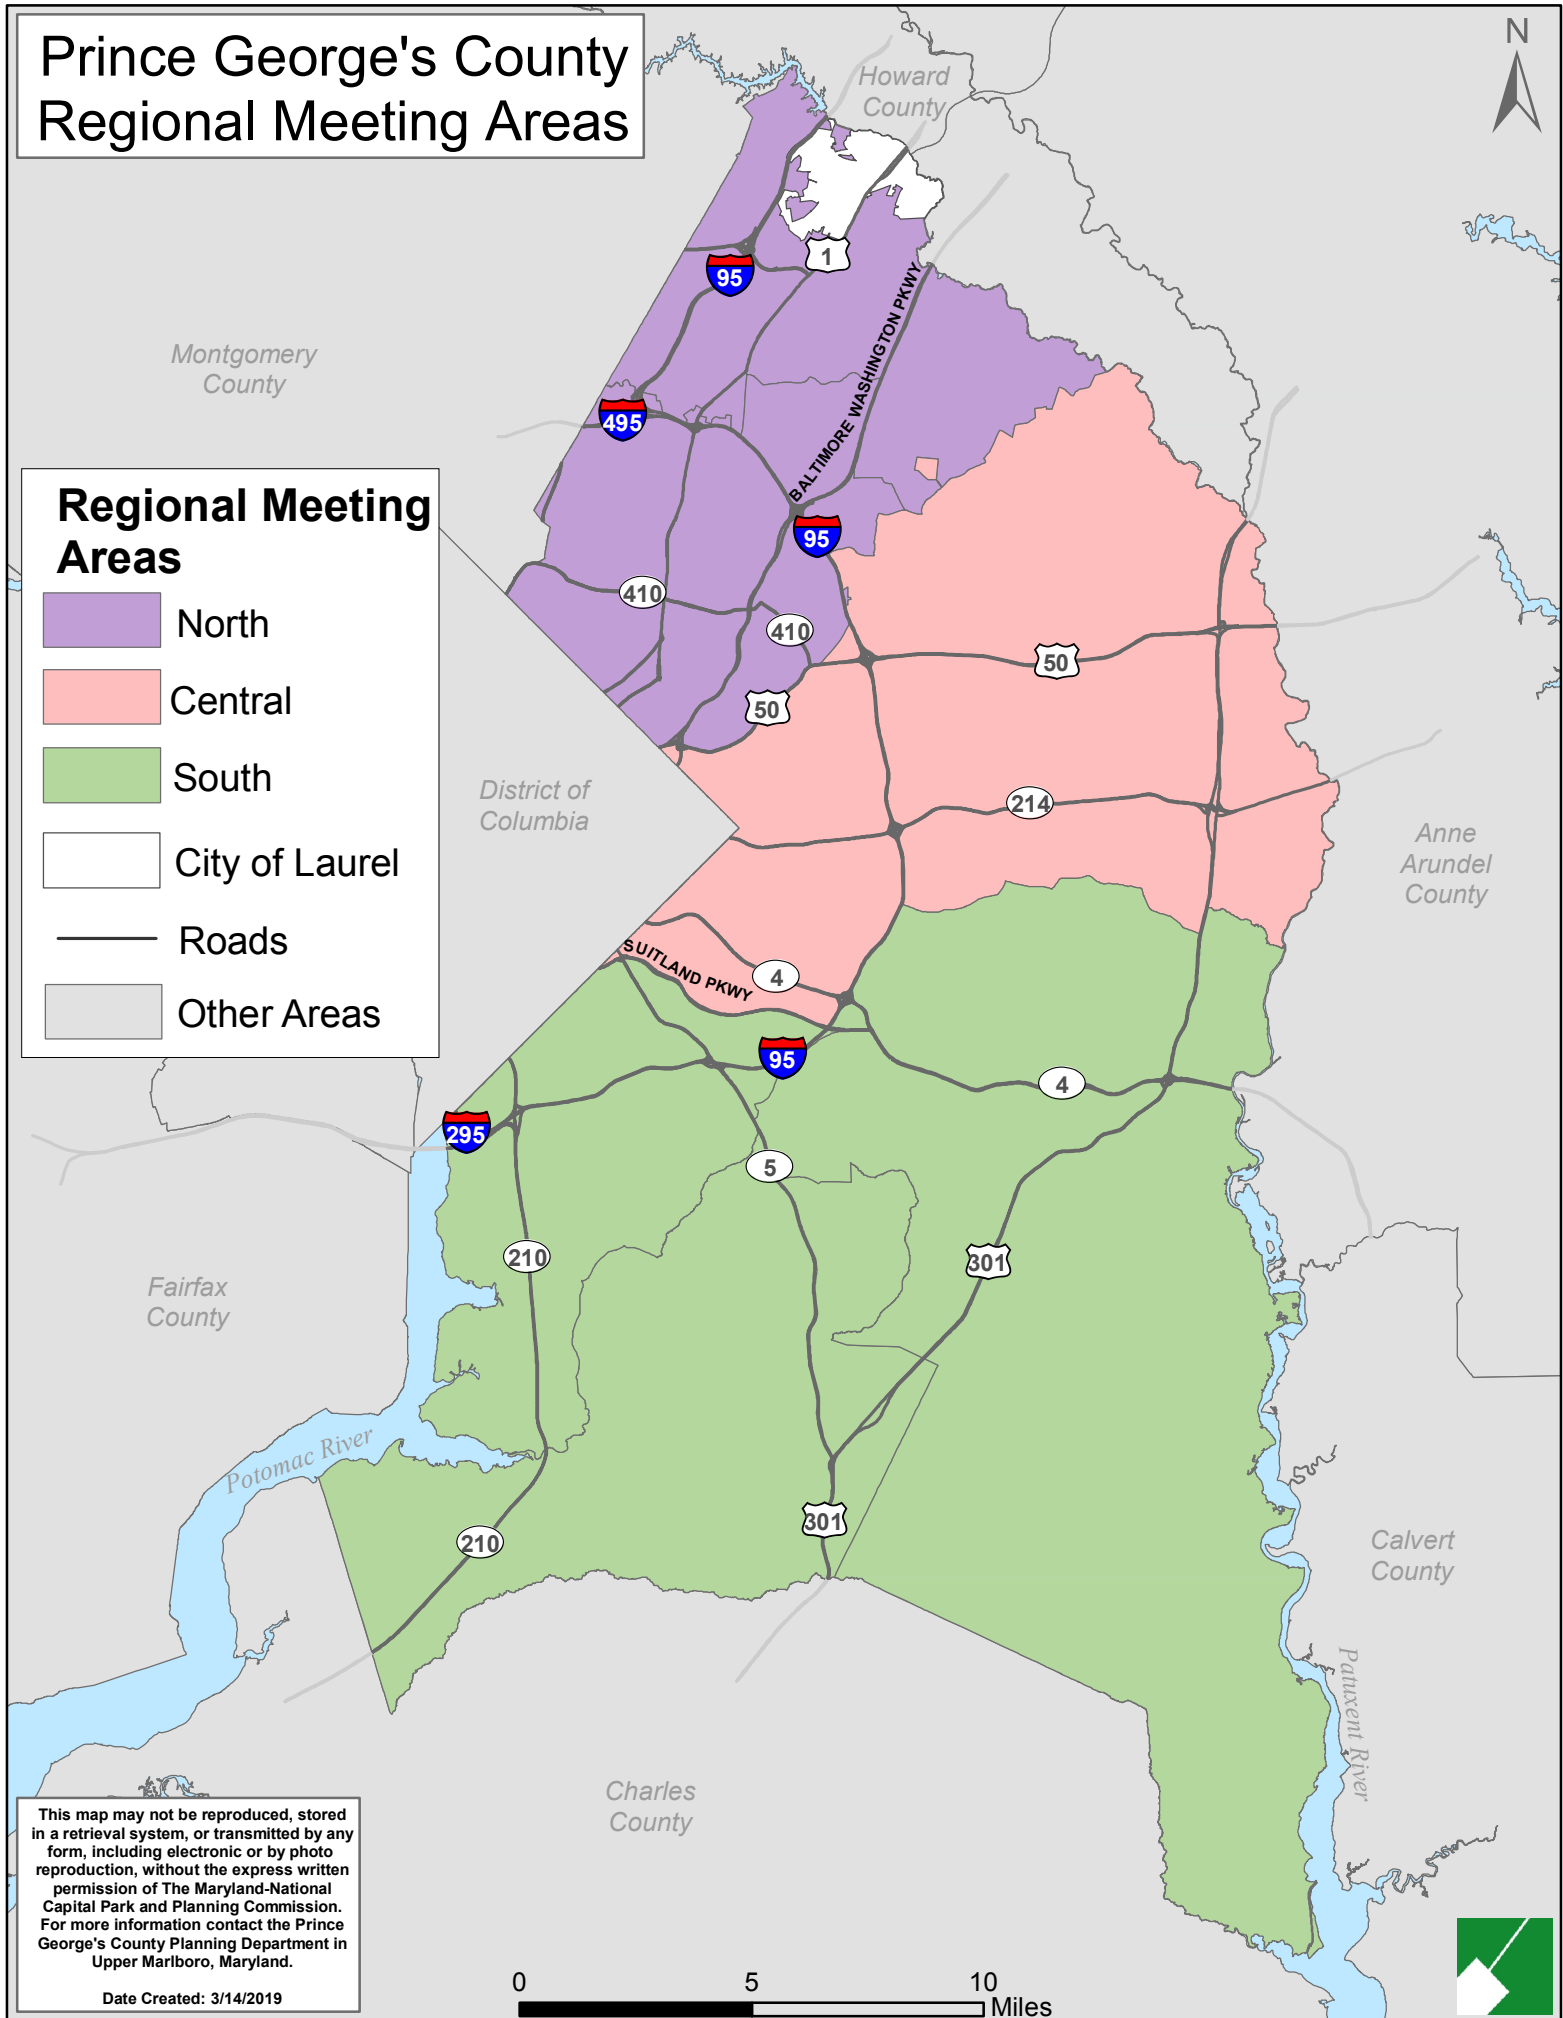 Prince George's County
Regional Meeting Areas
N
Howard
County
1
95
BALTIMORE WASHINGTON PKWY
Montgomery
County
495
Regional Meeting
Areas
North
Central
South
City of Laurel
Roads
Other Areas
95
410
410
50
50
District of
Columbia
214
Anne
Arundel
County
SUITLAND PKWY
4
95
4
295
5
210
301
Fairfax
County
Potomac River
301
210
Calvert
County
Patuxent River
Charles
County
This map may not be reproduced, stored
in a retrieval system, or transmitted by any
form, including electronic or by photo
reproduction, without the express written
permission of The Maryland-National
Capital Park and Planning Commission.
For more information contact the Prince
George's County Planning Department in
Upper Marlboro, Maryland.
Date Created: 3/14/2019
0 5 10
Miles